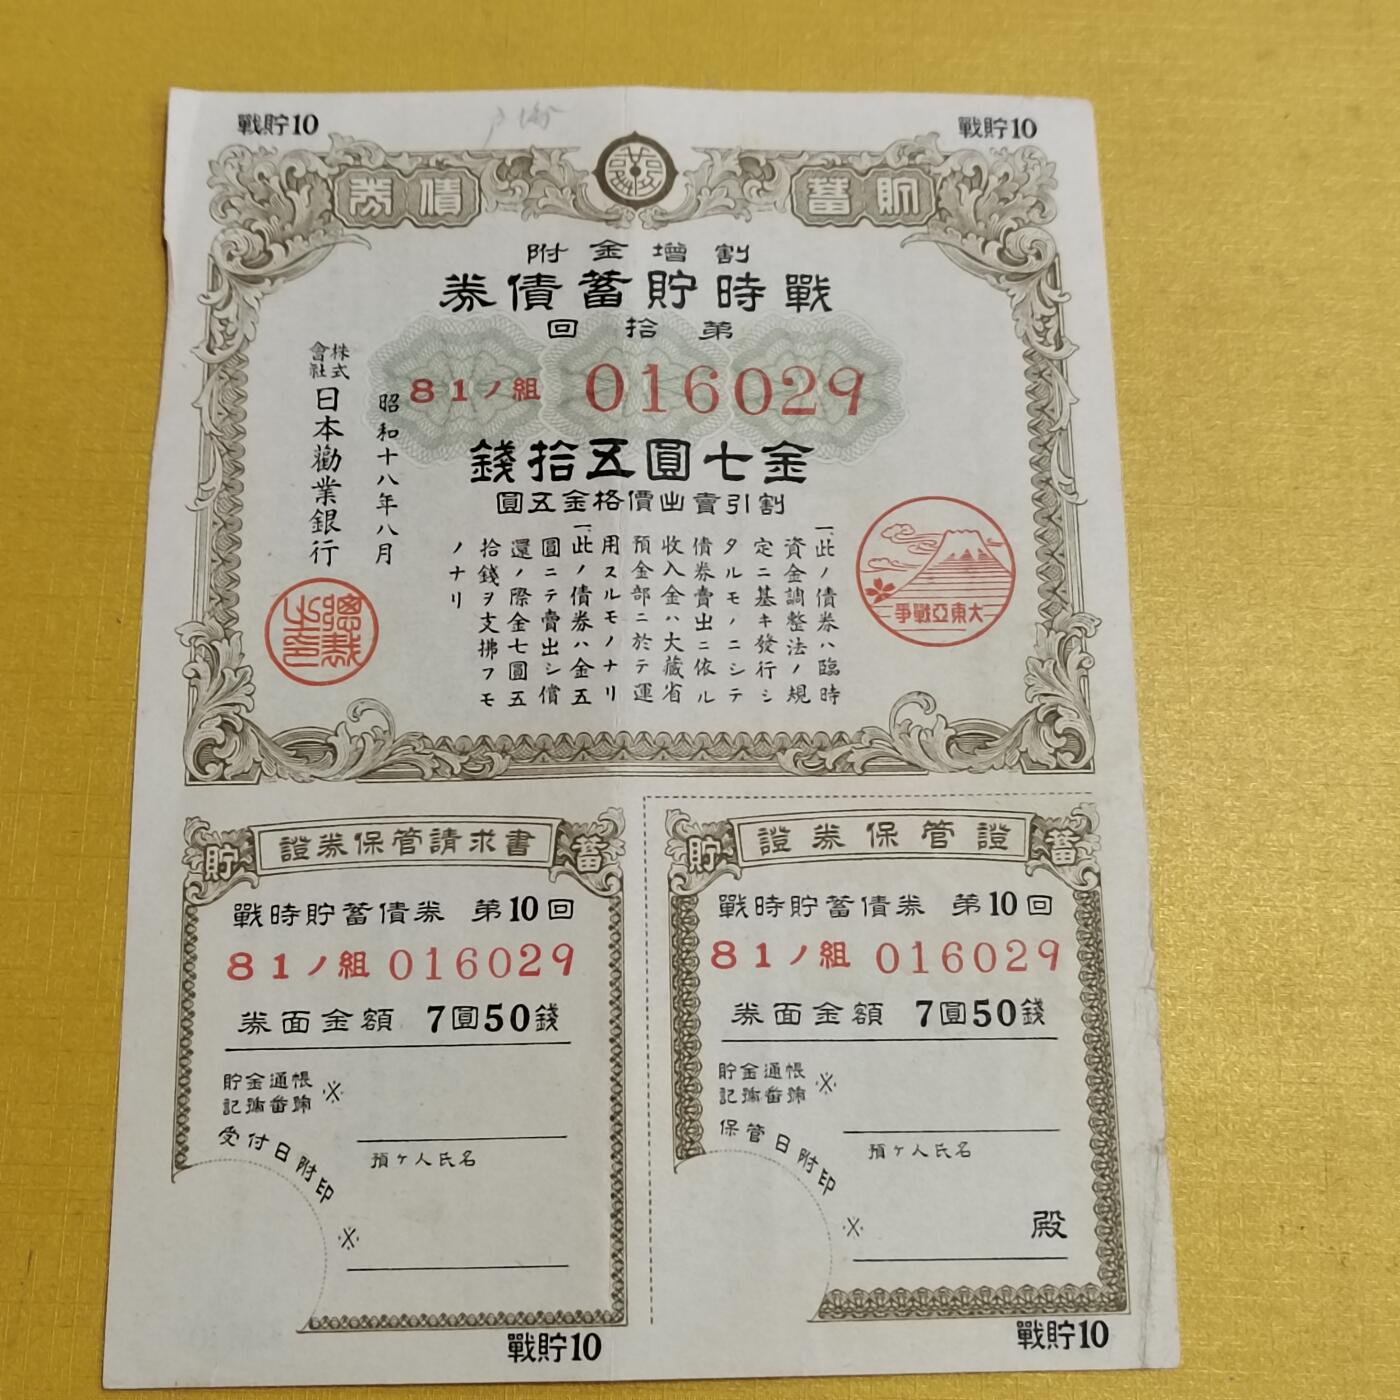 戰貯10
戰貯10
貯蓄
債券
割增金附
戰時貯蓄債券
第拾回
81ノ組 016029
金七圓五拾錢
割引賣出價格金五圓
一、此ノ債券ハ臨時
資金調整法ノ規
定ニ基キ發行シ
タルモノニシテ
債券賣出ニ依ル
收入金ハ大藏省
預金部ニ於テ運
用スルモノナリ
一、此ノ債券ハ金五
圓ニテ賣出シ償
還ノ際金七圓五
拾錢ヲ支拂フモ
ノナリ
昭和十八年八月
株式會社 日本勸業銀行
總裁之印
大東亞戰爭
貯 證券保管請求書 蓄
戰時貯蓄債券 第10回
81ノ組 016029
券面金額 7圓50錢
貯金通帳
記號番號 ※
受付日附印
預ケ人氏名
※
戰貯10
貯 證券保管證 蓄
戰時貯蓄債券 第10回
81ノ組 016029
券面金額 7圓50錢
貯金通帳
記號番號 ※
保管日附印
預ケ人氏名
※
殿
戰貯10